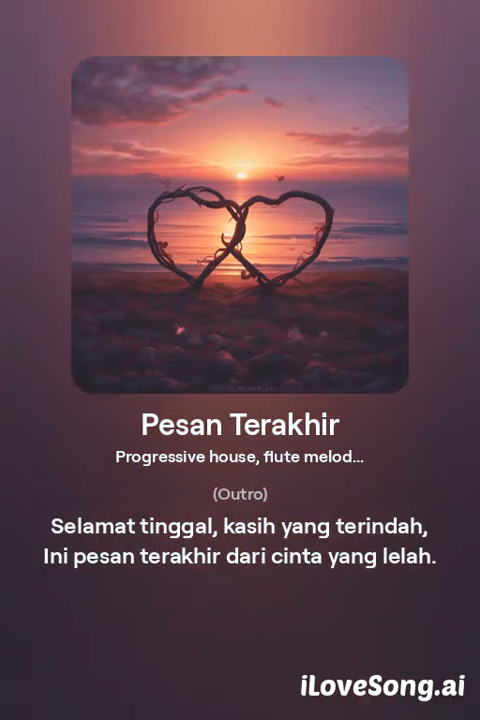 Pesan Terakhir
Progressive house, flute melod...
(Outro)
Selamat tinggal, kasih yang terindah,
Ini pesan terakhir dari cinta yang lelah.
iLoveSong.ai